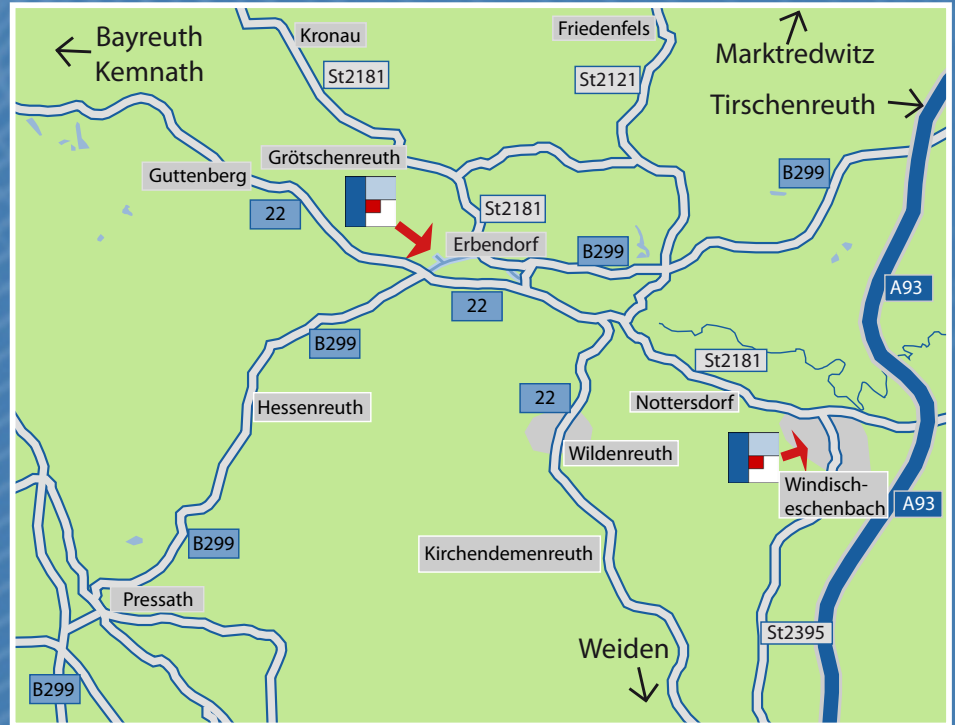 Bayreuth
Kemnath
Kronau
Friedenfels
Marktredwitz
St2181
St2121
Tirschenreuth
Grötschenreuth
Guttenberg
B299
22
St2181
Erbendorf
B299
A93
22
B299
St2181
Hessenreuth
22
Nottersdorf
Wildenreuth
Windisch-
eschenbach
A93
B299
Kirchendemenreuth
Pressath
St2395
Weiden
B299